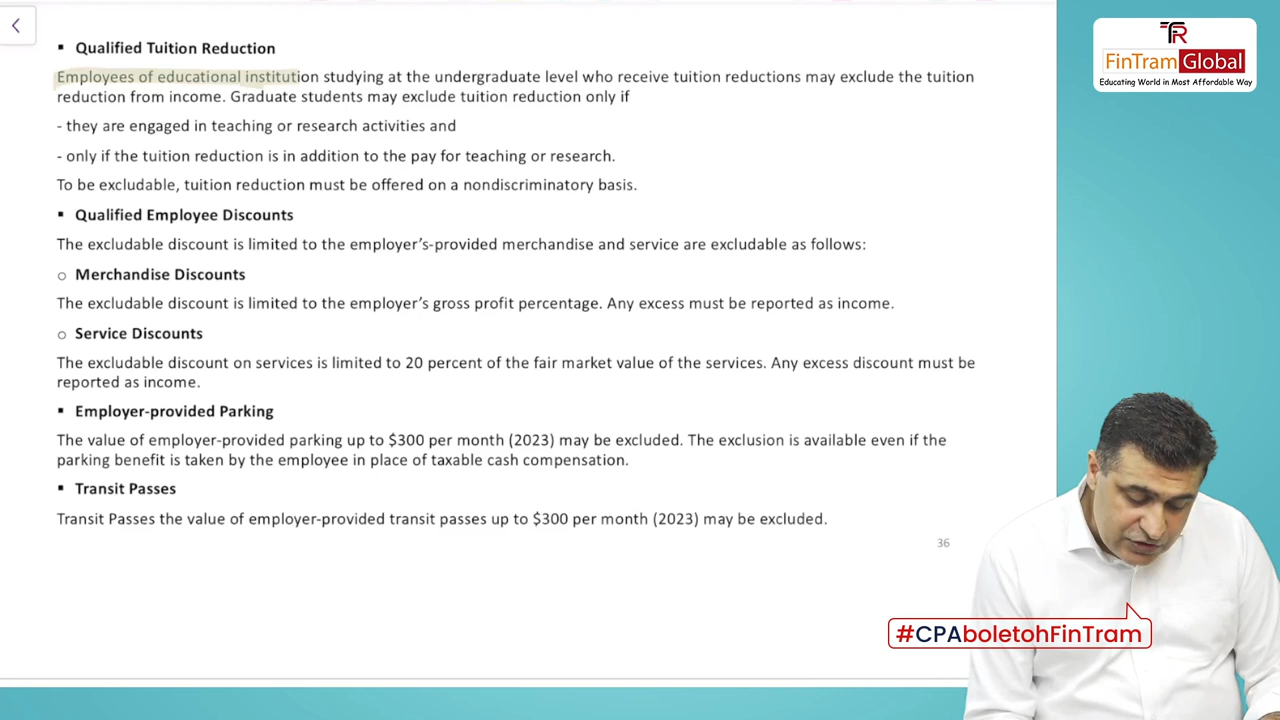 ▪ Qualified Tuition Reduction
Employees of educational institution studying at the undergraduate level who receive tuition reductions may exclude the tuition
reduction from income. Graduate students may exclude tuition reduction only if
- they are engaged in teaching or research activities and
- only if the tuition reduction is in addition to the pay for teaching or research.
To be excludable, tuition reduction must be offered on a nondiscriminatory basis.
▪ Qualified Employee Discounts
The excludable discount is limited to the employer’s-provided merchandise and service are excludable as follows:
o Merchandise Discounts
The excludable discount is limited to the employer’s gross profit percentage. Any excess must be reported as income.
o Service Discounts
The excludable discount on services is limited to 20 percent of the fair market value of the services. Any excess discount must be
reported as income.
▪ Employer-provided Parking
The value of employer-provided parking up to $300 per month (2023) may be excluded. The exclusion is available even if the
parking benefit is taken by the employee in place of taxable cash compensation.
▪ Transit Passes
Transit Passes the value of employer-provided transit passes up to $300 per month (2023) may be excluded.
36
FinTram Global
Educating World in Most Affordable Way
#CPAboletohFinTram